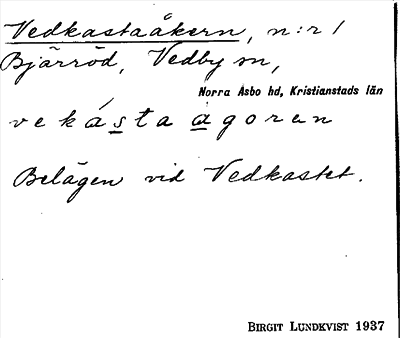 Vedkastaåkern, n:r 1
Bjärröd, Vedby sn,
Norra Åsbo hd, Kristianstads län
vekásta ågoren
Belägen vid Vedkastet.
BIRGIT LUNDKVIST 1937